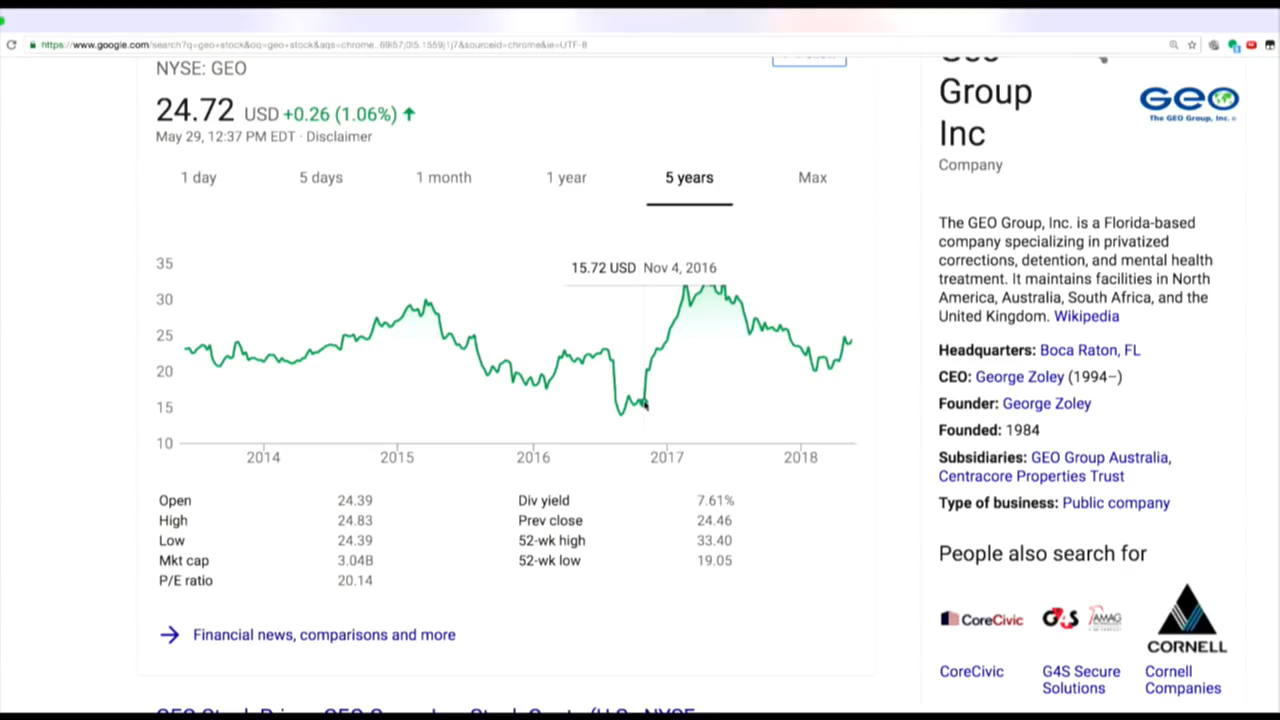 https://www.google.com/search?q=geo+stock&oq=geo+stock&aqs=chrome..69i57j0l5.1559j1j7&sourceid=chrome&ie=UTF-8
NYSE: GEO
24.72 USD +0.26 (1.06%)
May 29, 12:37 PM EDT · Disclaimer
1 day 5 days 1 month 1 year 5 years Max
15.72 USD Nov 4, 2016
35
30
25
20
15
10
2014 2015 2016 2017 2018
Open 24.39 Div yield 7.61%
High 24.83 Prev close 24.46
Low 24.39 52-wk high 33.40
Mkt cap 3.04B 52-wk low 19.05
P/E ratio 20.14
Financial news, comparisons and more
Group
Inc
Company
GEO
The GEO Group, Inc.
The GEO Group, Inc. is a Florida-based
company specializing in privatized
corrections, detention, and mental health
treatment. It maintains facilities in North
America, Australia, South Africa, and the
United Kingdom. Wikipedia
Headquarters: Boca Raton, FL
CEO: George Zoley (1994–)
Founder: George Zoley
Founded: 1984
Subsidiaries: GEO Group Australia,
Centracore Properties Trust
Type of business: Public company
People also search for
CoreCivic G4S AMAG CORNELL
CoreCivic
G4S Secure
Solutions
Cornell
Companies